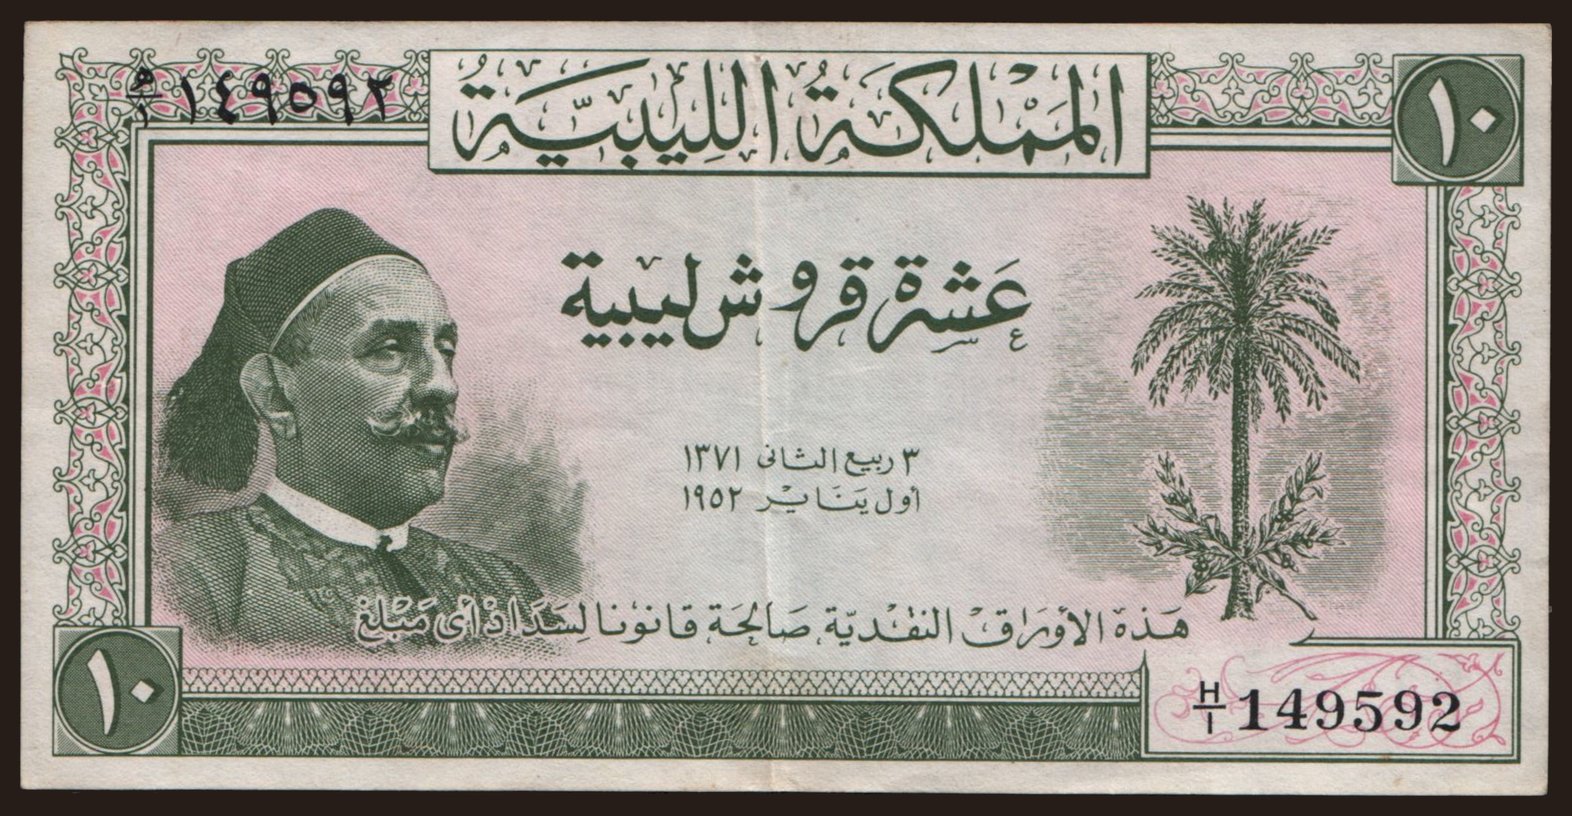 المملكة الليبية
ه/١ ١٤٩٥٩٢
١٠
عشرة قروش ليبية
٣ ربيع الثانى ١٣٧١
أول يناير ١٩٥٢
هذه الأوراق النقدية صالحة قانونا لسداد أى مبلغ
١٠
H/1 149592